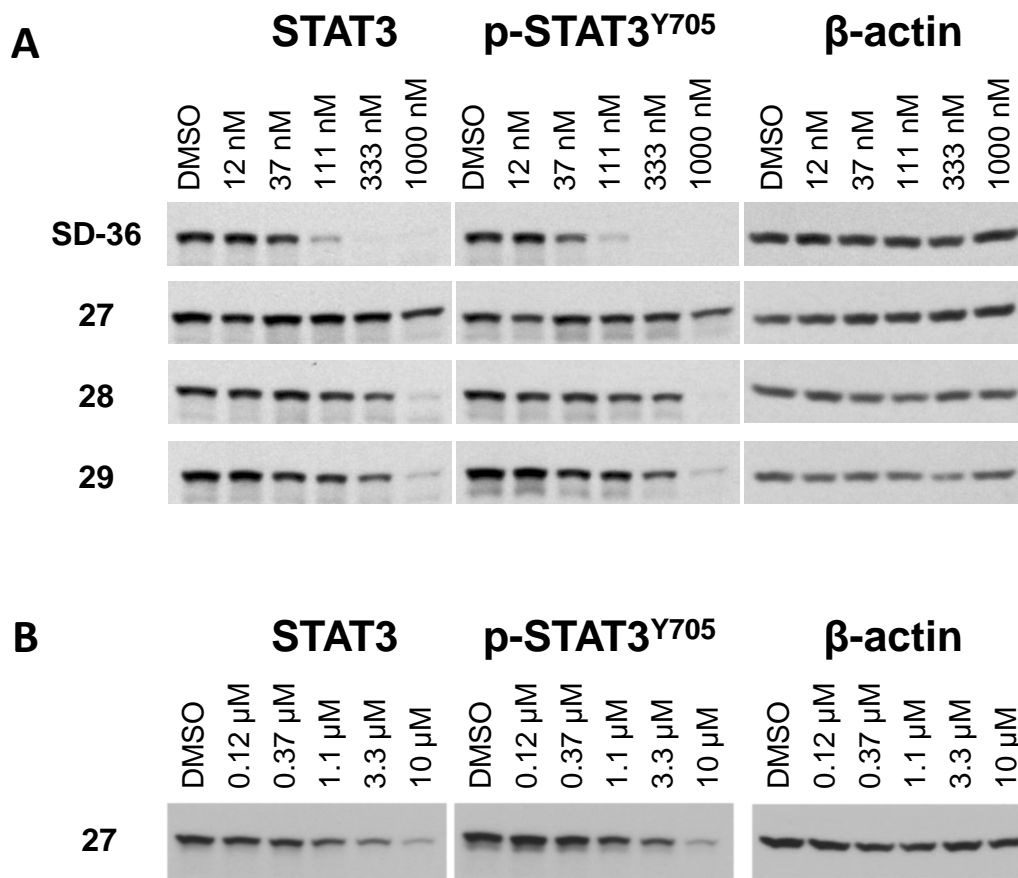 A
STAT3 p-STAT3Y705 β-actin
DMSO 12 nM 37 nM 111 nM 333 nM 1000 nM DMSO 12 nM 37 nM 111 nM 333 nM 1000 nM DMSO 12 nM 37 nM 111 nM 333 nM 1000 nM
SD-36
27
28
29
B
STAT3 p-STAT3Y705 β-actin
DMSO 0.12 μM 0.37 μM 1.1 μM 3.3 μM 10 μM DMSO 0.12 μM 0.37 μM 1.1 μM 3.3 μM 10 μM DMSO 0.12 μM 0.37 μM 1.1 μM 3.3 μM 10 μM
27